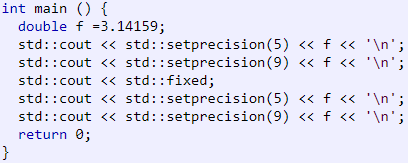 int main () {
  double f =3.14159;
  std::cout << std::setprecision(5) << f << '\n';
  std::cout << std::setprecision(9) << f << '\n';
  std::cout << std::fixed;
  std::cout << std::setprecision(5) << f << '\n';
  std::cout << std::setprecision(9) << f << '\n';
  return 0;
}